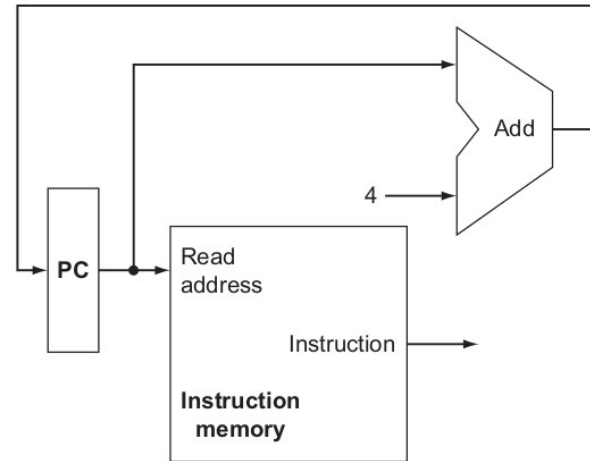 Add
4
PC
Read
address
Instruction
Instruction
memory